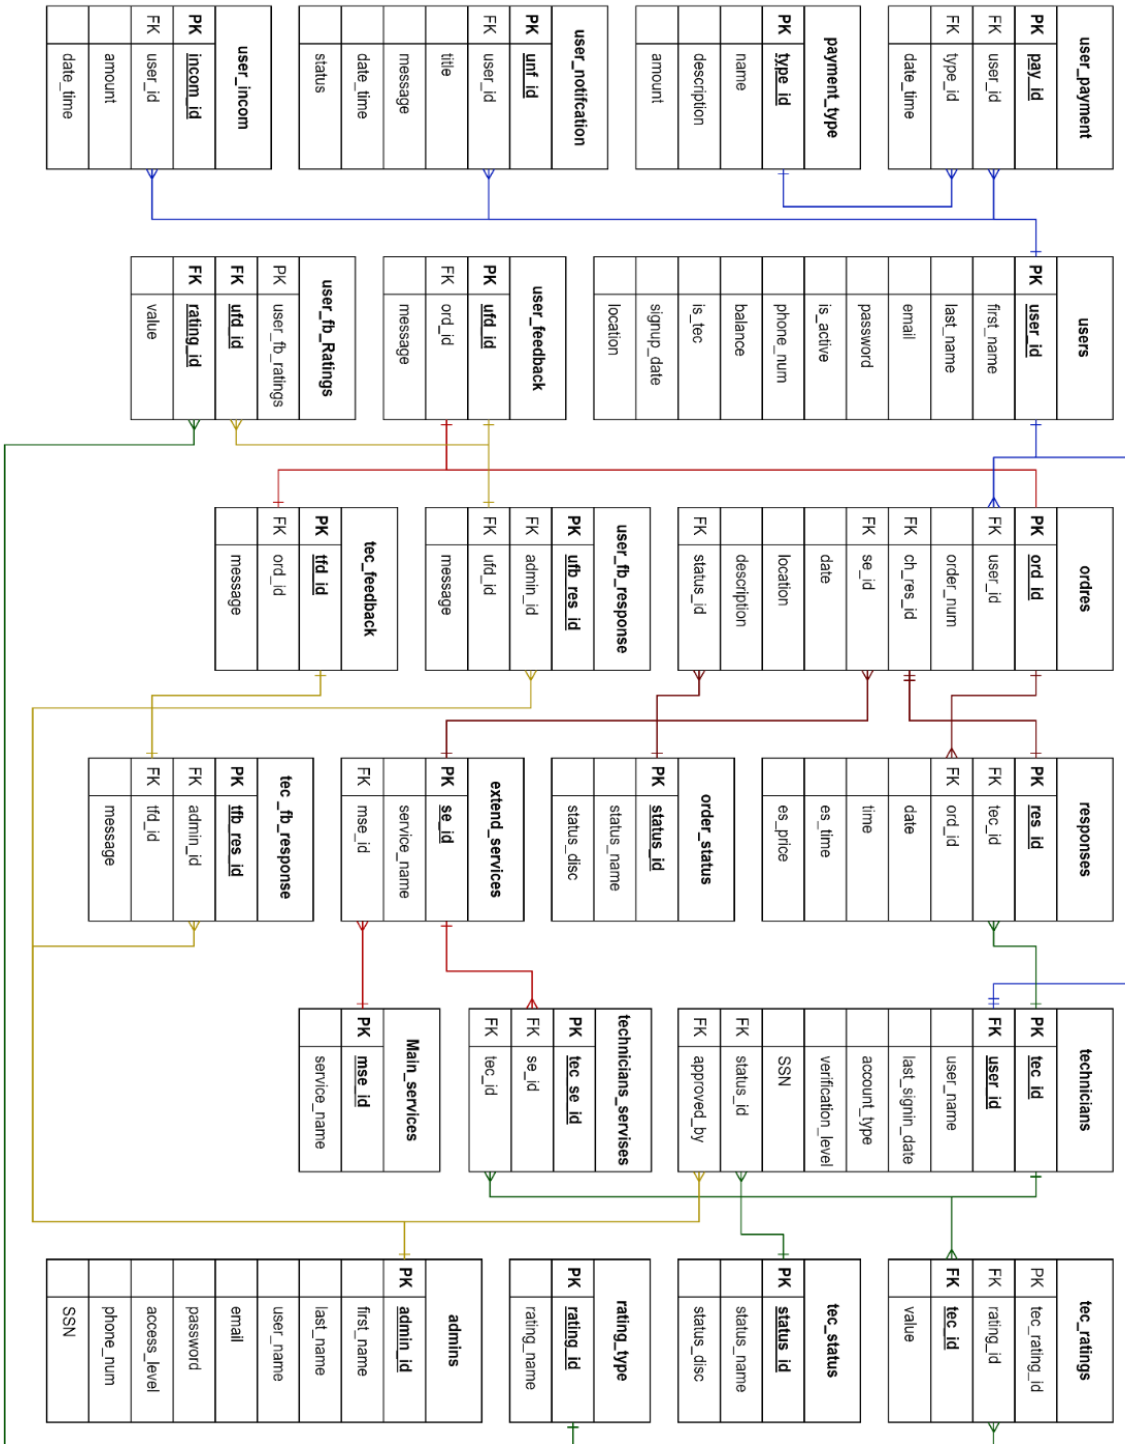 user_payment
PK pay_id
FK user_id
FK type_id
date_time
payment_type
PK type_id
name
description
amount
user_notifcation
PK unf_id
FK user_id
title
message
date_time
status
user_incom
PK incom_id
FK user_id
amount
date_time
users
PK user_id
first_name
last_name
email
password
is_active
phone_num
balance
is_tec
signup_date
location
user_feedback
PK ufd_id
FK ord_id
message
user_fb_Ratings
PK user_fb_ratings
FK ufd_id
FK rating_id
value
ordres
PK ord_id
FK user_id
order_num
FK ch_res_id
FK se_id
date
location
description
FK status_id
user_fb_response
PK ufb_res_id
FK admin_id
FK ufd_id
message
tec_feedback
PK tfd_id
FK ord_id
message
responses
PK res_id
FK tec_id
FK ord_id
date
time
es_time
es_price
order_status
PK status_id
status_name
status_disc
extend_services
PK se_id
service_name
FK mse_id
tec_fb_response
PK tfb_res_id
FK admin_id
FK tfd_id
message
technicians
PK tec_id
FK user_id
user_name
last_signin_date
account_type
verification_level
SSN
FK status_id
FK approved_by
technicians_servises
PK tec_se_id
FK se_id
FK tec_id
Main_services
PK mse_id
service_name
tec_ratings
PK tec_rating_id
FK rating_id
FK tec_id
value
tec_status
PK status_id
status_name
status_disc
rating_type
PK rating_id
rating_name
admins
PK admin_id
first_name
last_name
user_name
email
password
access_level
phone_num
SSN